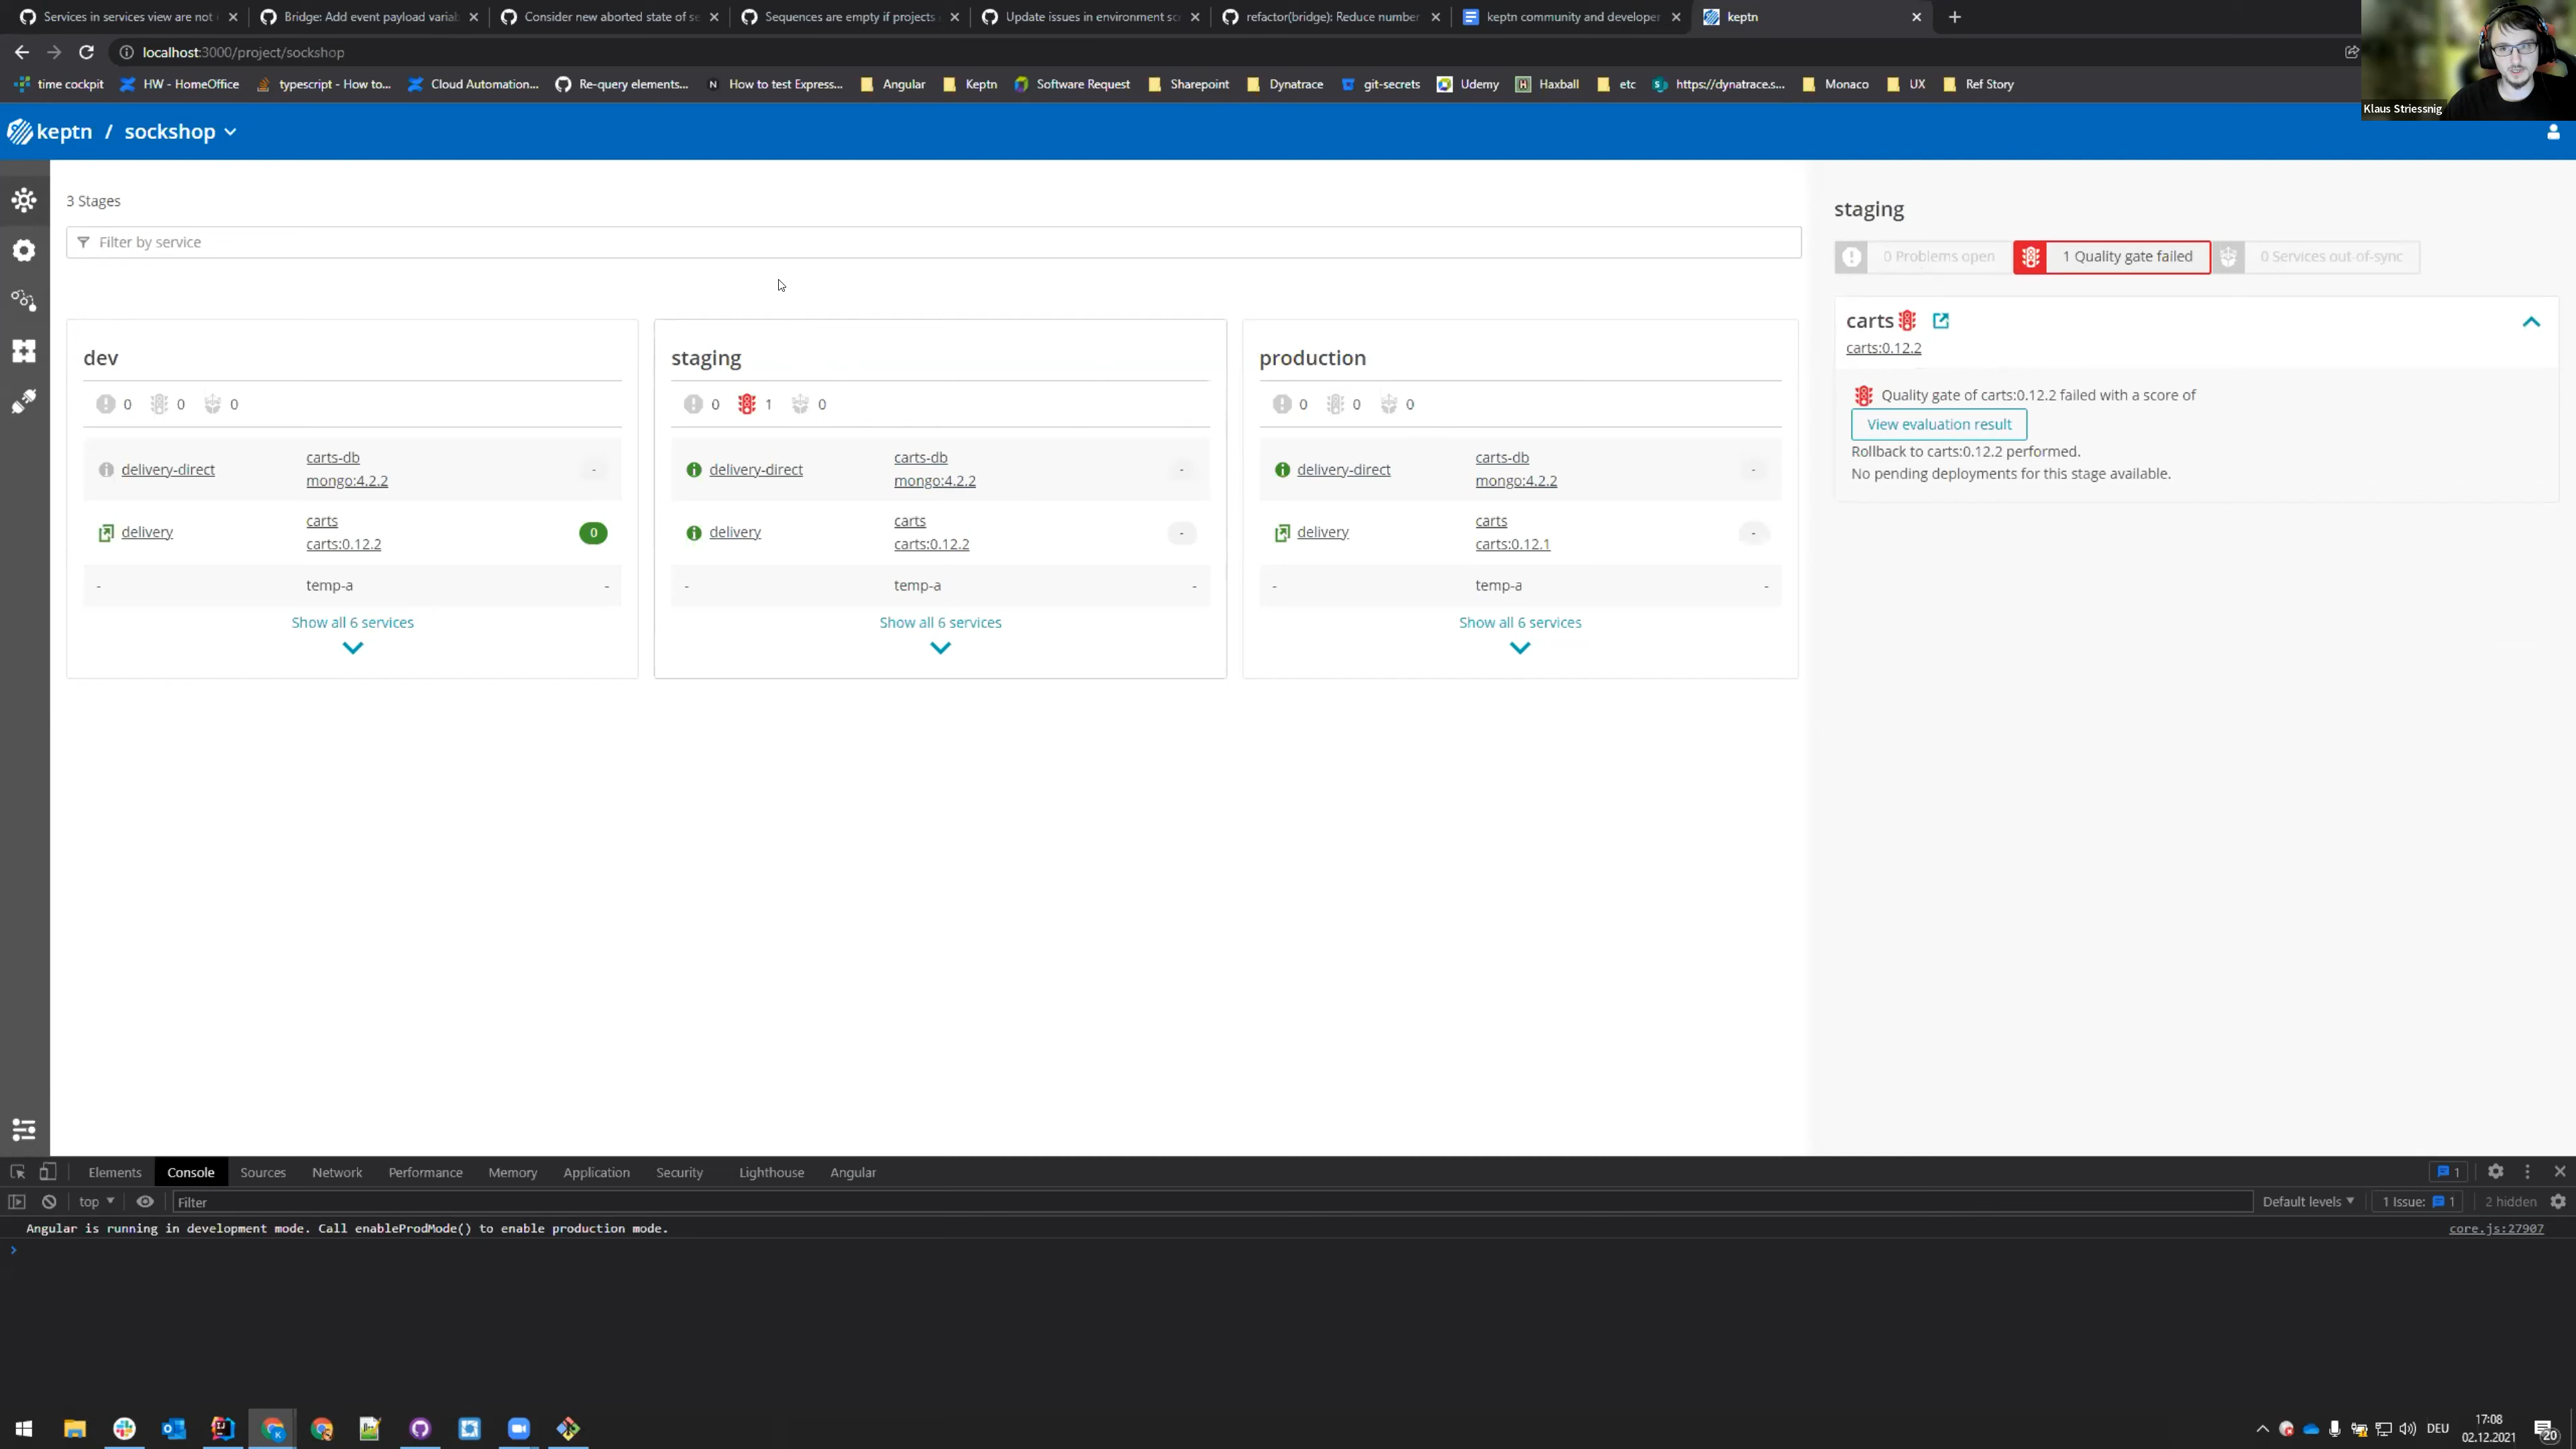 Services in services view are not
Bridge: Add event payload variab
Consider new aborted state of se
Sequences are empty if projects
Update issues in environment sc
refactor(bridge): Reduce number
keptn community and developer
keptn
localhost:3000/project/sockshop
time cockpit
HW - HomeOffice
typescript - How to...
Cloud Automation...
Re-query elements...
How to test Express...
Angular
Keptn
Software Request
Sharepoint
Dynatrace
git-secrets
Udemy
Haxball
etc
https://dynatrace.s...
Monaco
UX
Ref Story
Klaus Striessnig
keptn / sockshop
3 Stages
Filter by service
dev
0 0 0
delivery-direct
carts-db
mongo:4.2.2
-
delivery
carts
carts:0.12.2
0
- temp-a -
Show all 6 services
staging
0 1 0
delivery-direct
carts-db
mongo:4.2.2
-
delivery
carts
carts:0.12.2
-
- temp-a -
Show all 6 services
production
0 0 0
delivery-direct
carts-db
mongo:4.2.2
-
delivery
carts
carts:0.12.1
-
- temp-a -
Show all 6 services
staging
0 Problems open
1 Quality gate failed
0 Services out-of-sync
carts
carts:0.12.2
Quality gate of carts:0.12.2 failed with a score of
View evaluation result
Rollback to carts:0.12.2 performed.
No pending deployments for this stage available.
Elements Console Sources Network Performance Memory Application Security Lighthouse Angular
1
top
Filter
Default levels
1 Issue: 1
2 hidden
Angular is running in development mode. Call enableProdMode() to enable production mode.
core.js:27907
DEU
17:08
02.12.2021
20